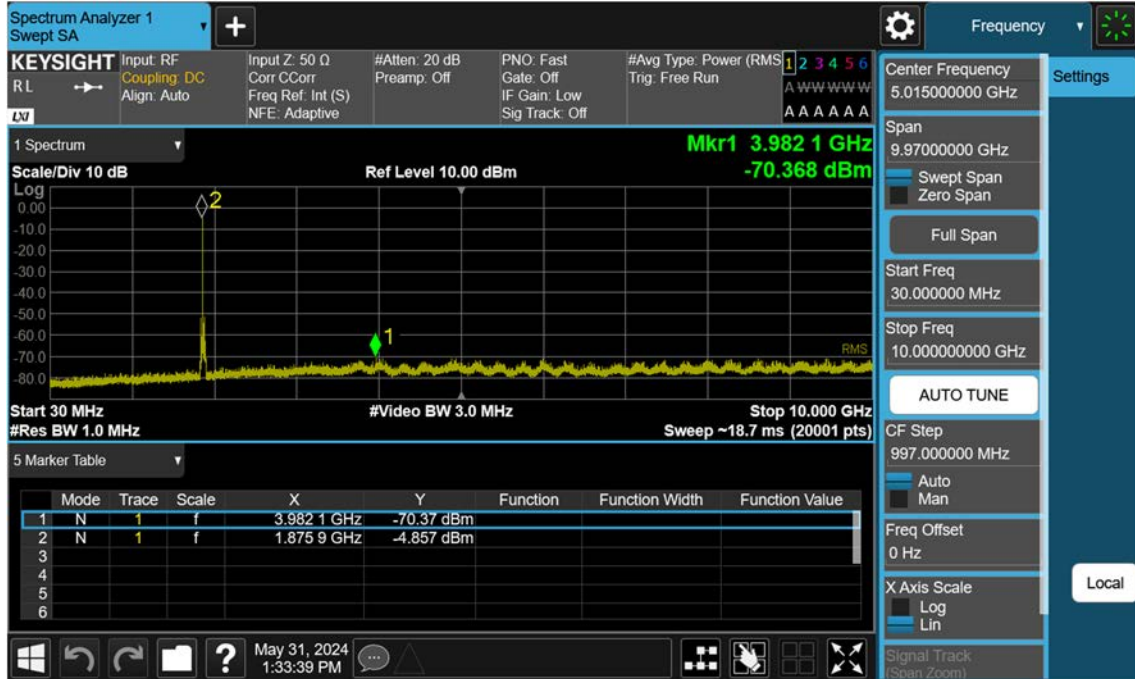 Spectrum Analyzer 1
Swept SA
+
Frequency
KEYSIGHT
R L
LXI
Input: RF
Coupling: DC
Align: Auto
Input Z: 50 Ω
Corr CCorr
Freq Ref: Int (S)
NFE: Adaptive
#Atten: 20 dB
Preamp: Off
PNO: Fast
Gate: Off
IF Gain: Low
Sig Track: Off
#Avg Type: Power (RMS
Trig: Free Run
1 2 3 4 5 6
A W W W W W
A A A A A A
1 Spectrum
Scale/Div 10 dB
Ref Level 10.00 dBm
Mkr1 3.982 1 GHz
-70.368 dBm
Log
0.00
-10.0
-20.0
-30.0
-40.0
-50.0
-60.0
-70.0
-80.0
2
1
RMS
Start 30 MHz
#Video BW 3.0 MHz
Stop 10.000 GHz
#Res BW 1.0 MHz
Sweep ~18.7 ms (20001 pts)
5 Marker Table
Mode Trace Scale X Y Function Function Width Function Value
1 N 1 f 3.982 1 GHz -70.37 dBm
2 N 1 f 1.875 9 GHz -4.857 dBm
3
4
5
6
?
May 31, 2024
1:33:39 PM
Center Frequency
5.015000000 GHz
Settings
Span
9.97000000 GHz
Swept Span
Zero Span
Full Span
Start Freq
30.000000 MHz
Stop Freq
10.000000000 GHz
AUTO TUNE
CF Step
997.000000 MHz
Auto
Man
Freq Offset
0 Hz
X Axis Scale
Log
Lin
Local
Signal Track
(Span Zoom)